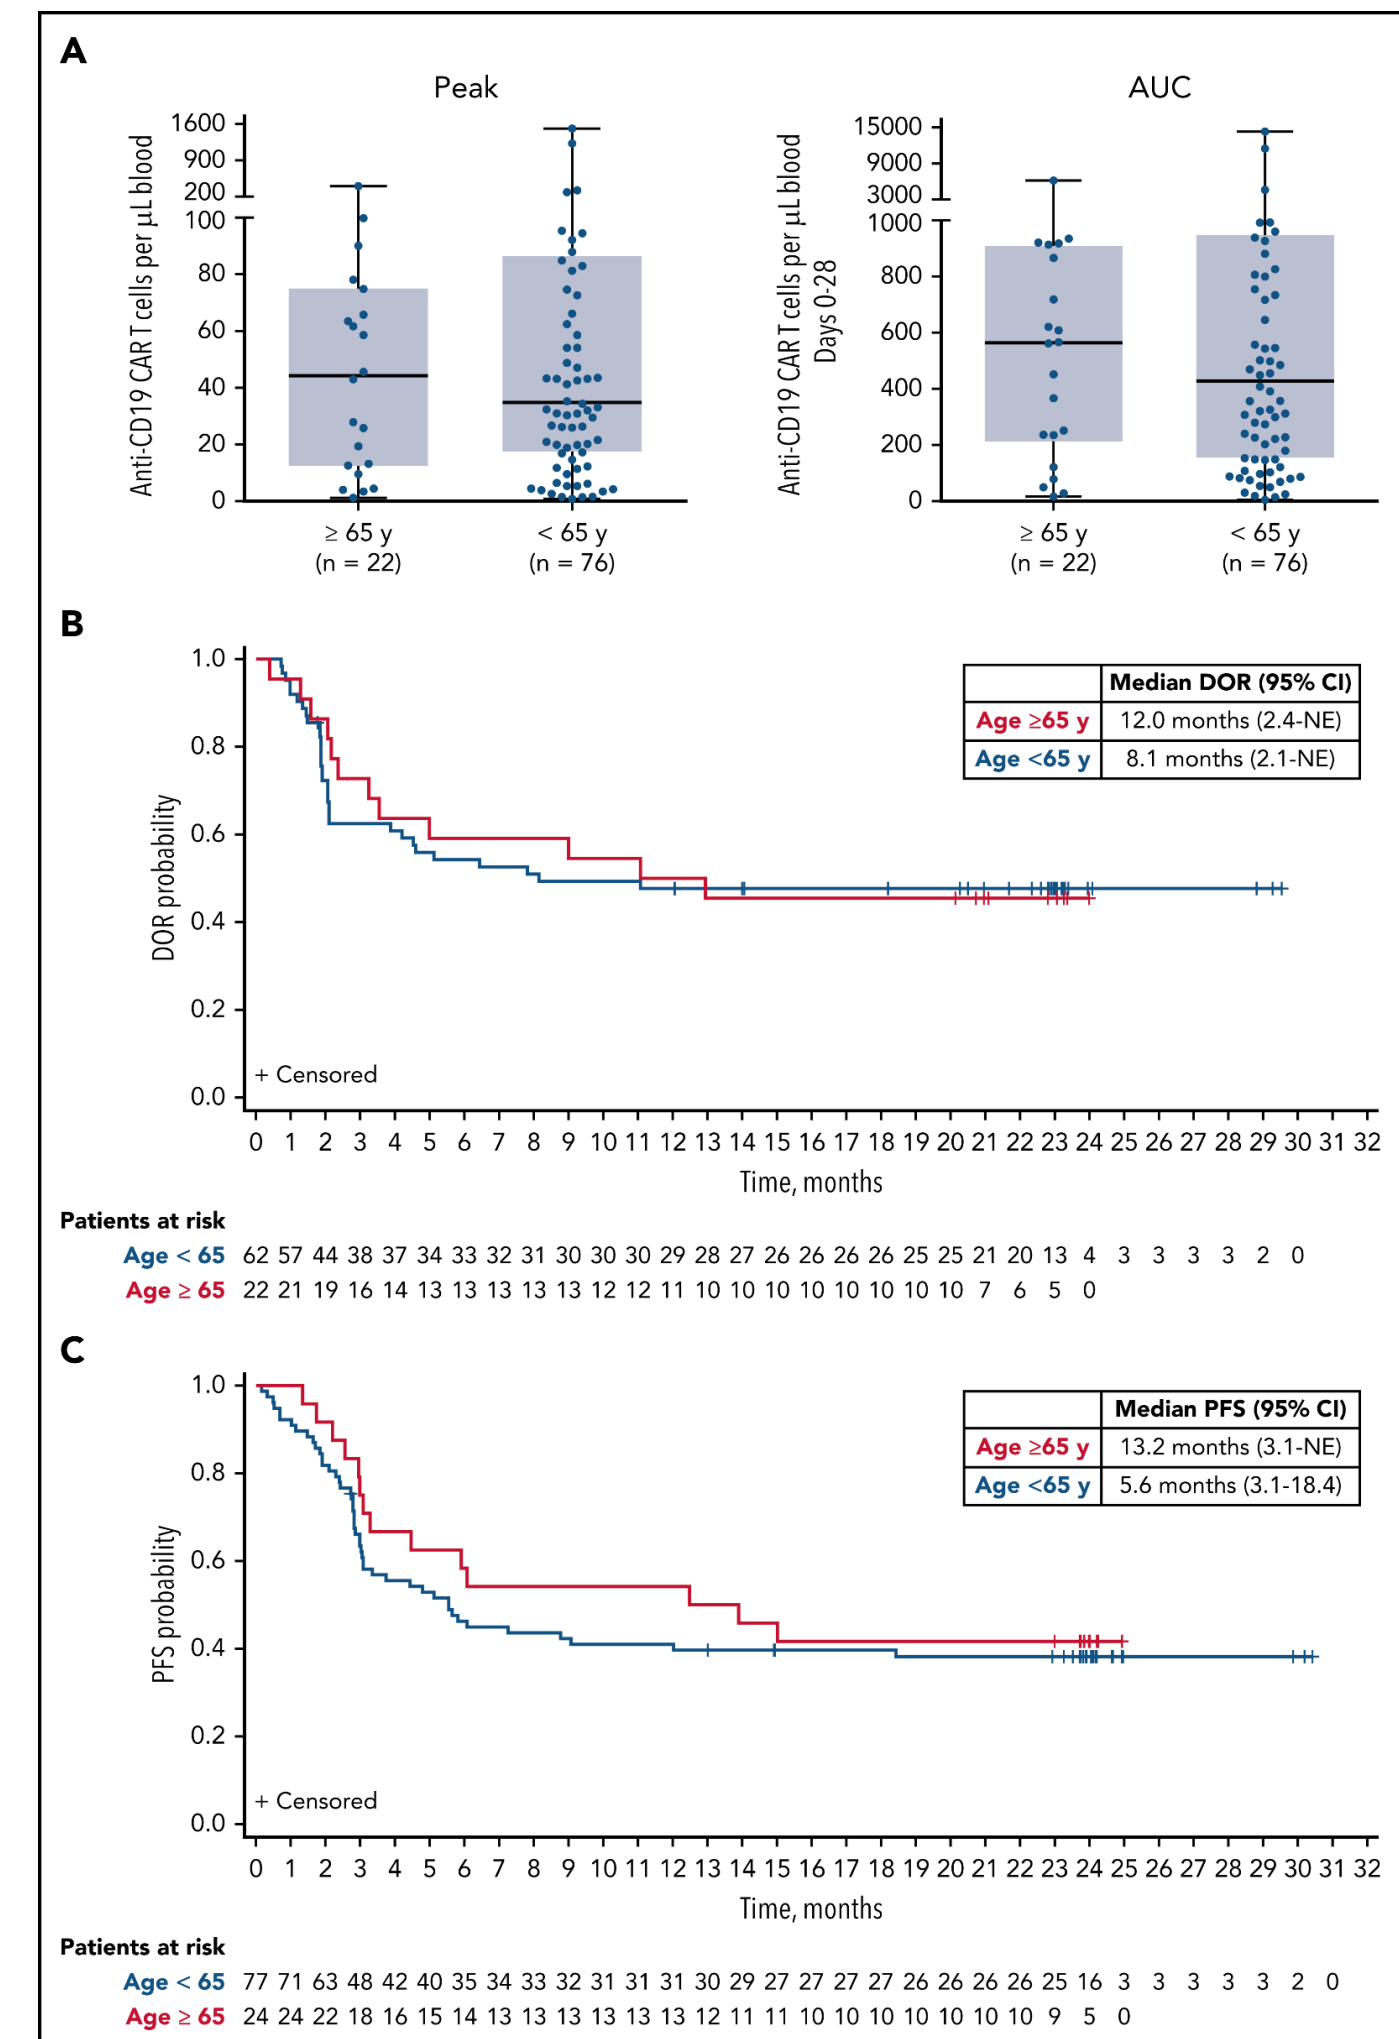 A
Peak
Anti-CD19 CAR T cells per μL blood
1600
900
200
100
80
60
40
20
0
≥ 65 y
(n = 22)
< 65 y
(n = 76)
AUC
Anti-CD19 CAR T cells per μL blood
Days 0-28
15000
9000
3000
1000
800
600
400
200
0
≥ 65 y
(n = 22)
< 65 y
(n = 76)
B
DOR probability
1.0
0.8
0.6
0.4
0.2
0.0
Median DOR (95% CI)
Age ≥65 y 12.0 months (2.4-NE)
Age <65 y 8.1 months (2.1-NE)
+ Censored
0 1 2 3 4 5 6 7 8 9 10 11 12 13 14 15 16 17 18 19 20 21 22 23 24 25 26 27 28 29 30 31 32
Time, months
Patients at risk
Age < 65 62 57 44 38 37 34 33 32 31 30 30 30 29 28 27 26 26 26 26 25 25 21 20 13 4 3 3 3 3 2 0
Age ≥ 65 22 21 19 16 14 13 13 13 13 13 12 12 11 10 10 10 10 10 10 10 10 7 6 5 0
C
PFS probability
1.0
0.8
0.6
0.4
0.2
0.0
Median PFS (95% CI)
Age ≥65 y 13.2 months (3.1-NE)
Age <65 y 5.6 months (3.1-18.4)
+ Censored
0 1 2 3 4 5 6 7 8 9 10 11 12 13 14 15 16 17 18 19 20 21 22 23 24 25 26 27 28 29 30 31 32
Time, months
Patients at risk
Age < 65 77 71 63 48 42 40 35 34 33 32 31 31 31 30 29 27 27 27 27 26 26 26 26 25 16 3 3 3 3 3 2 0
Age ≥ 65 24 24 22 18 16 15 14 13 13 13 13 13 13 12 11 11 10 10 10 10 10 10 10 9 5 0